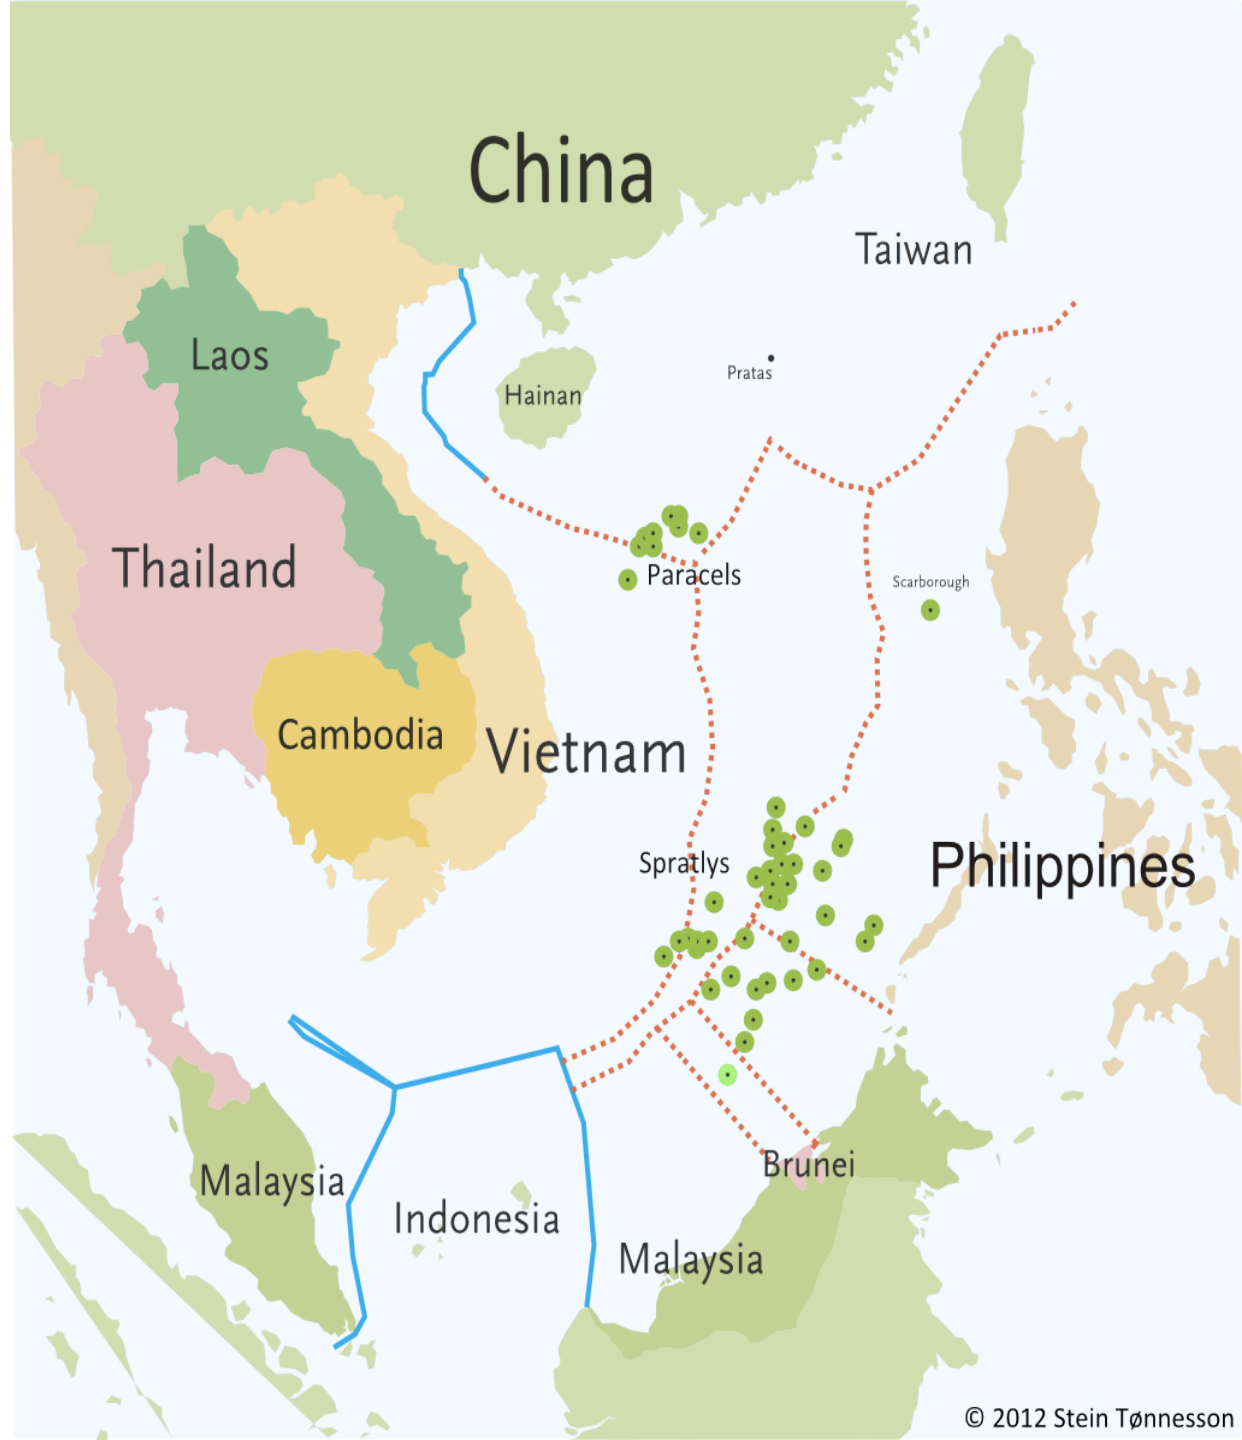 China
Taiwan
Laos
Pratas
Hainan
Thailand
Paracels
Scarborough
Cambodia
Vietnam
Spratlys
Philippines
Malaysia
Brunei
Indonesia
Malaysia
© 2012 Stein Tønnesson